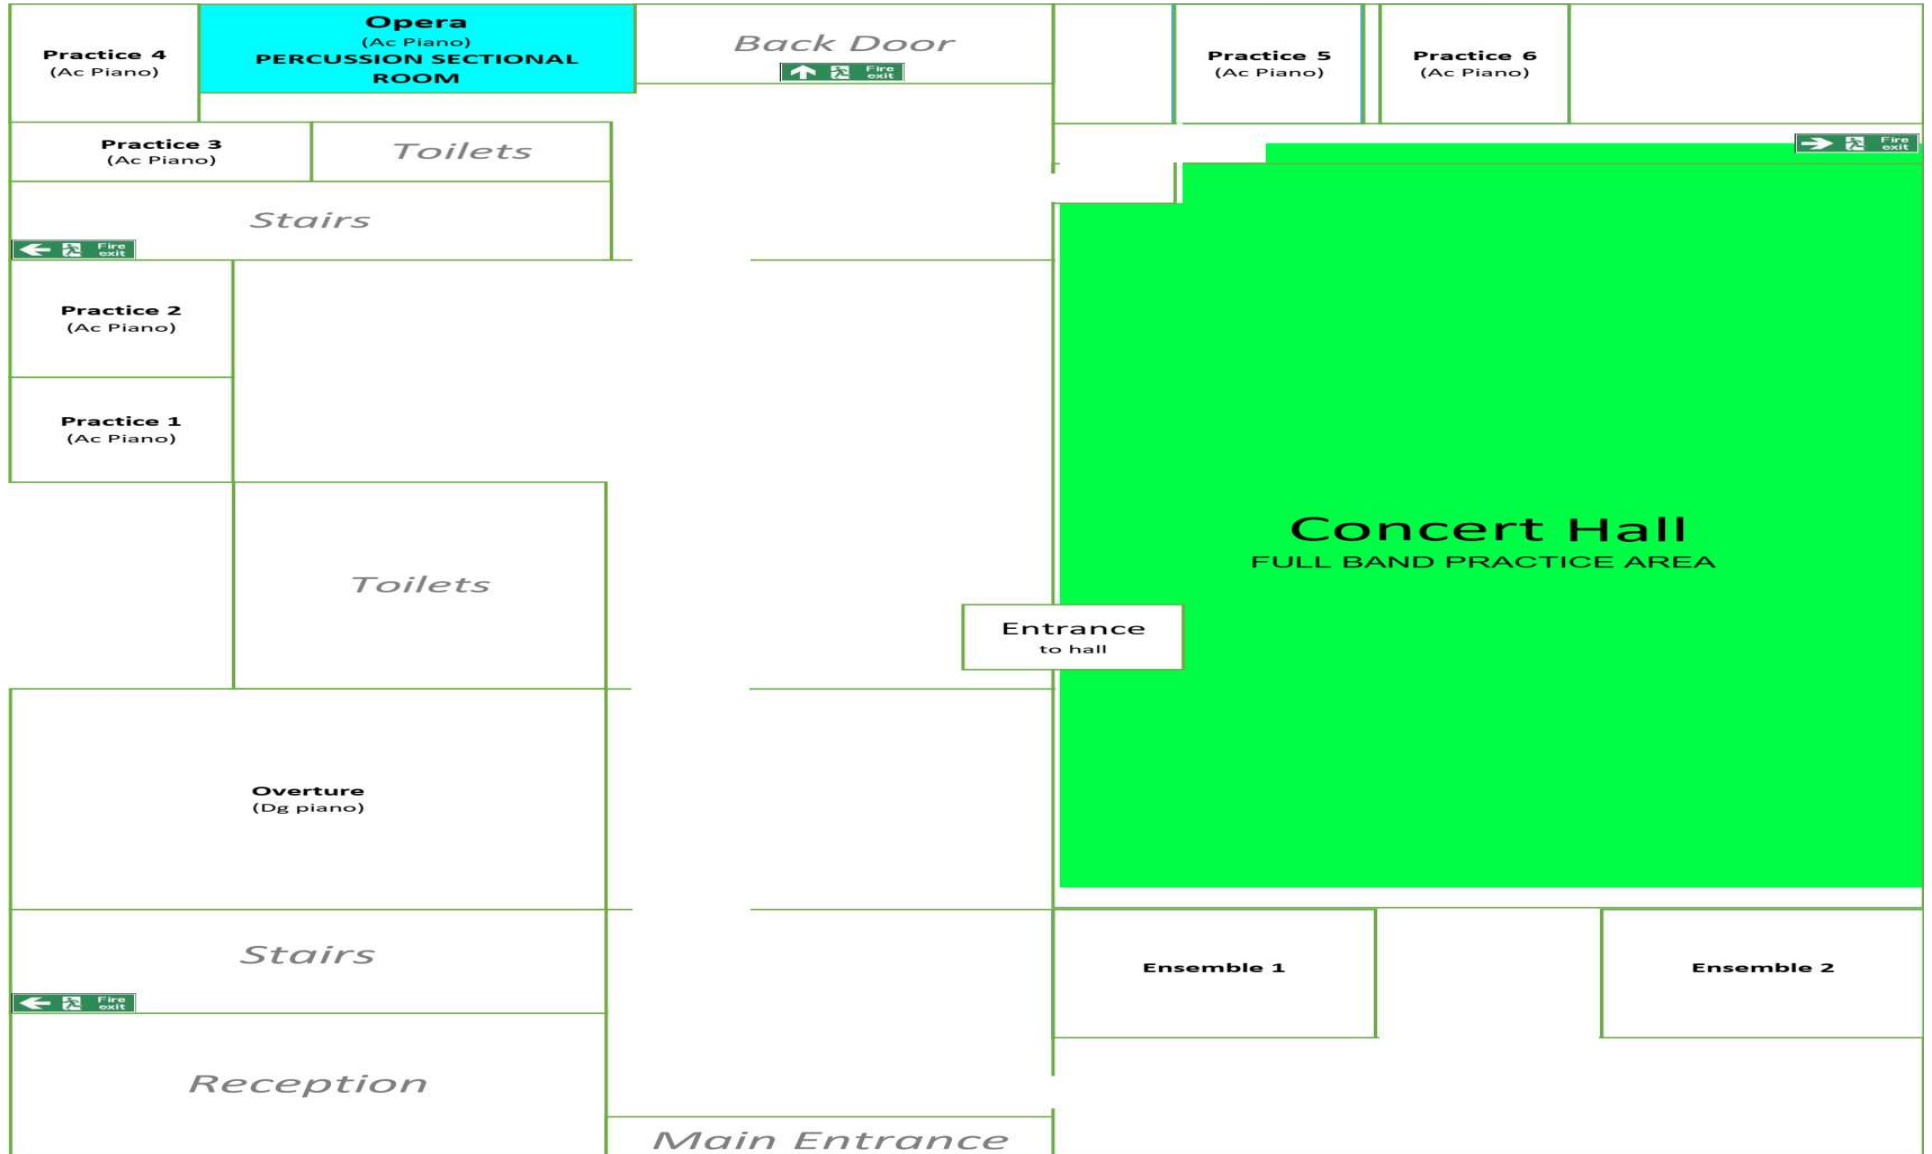 Practice 4
(Ac Piano)
Opera
(Ac Piano)
PERCUSSION SECTIONAL
ROOM
Back Door
Fire
exit
Practice 5
(Ac Piano)
Practice 6
(Ac Piano)
Practice 3
(Ac Piano)
Toilets
Fire
exit
Stairs
Fire
exit
Practice 2
(Ac Piano)
Practice 1
(Ac Piano)
Concert Hall
FULL BAND PRACTICE AREA
Toilets
Entrance
to hall
Overture
(Dg piano)
Stairs
Fire
exit
Ensemble 1
Ensemble 2
Reception
Main Entrance